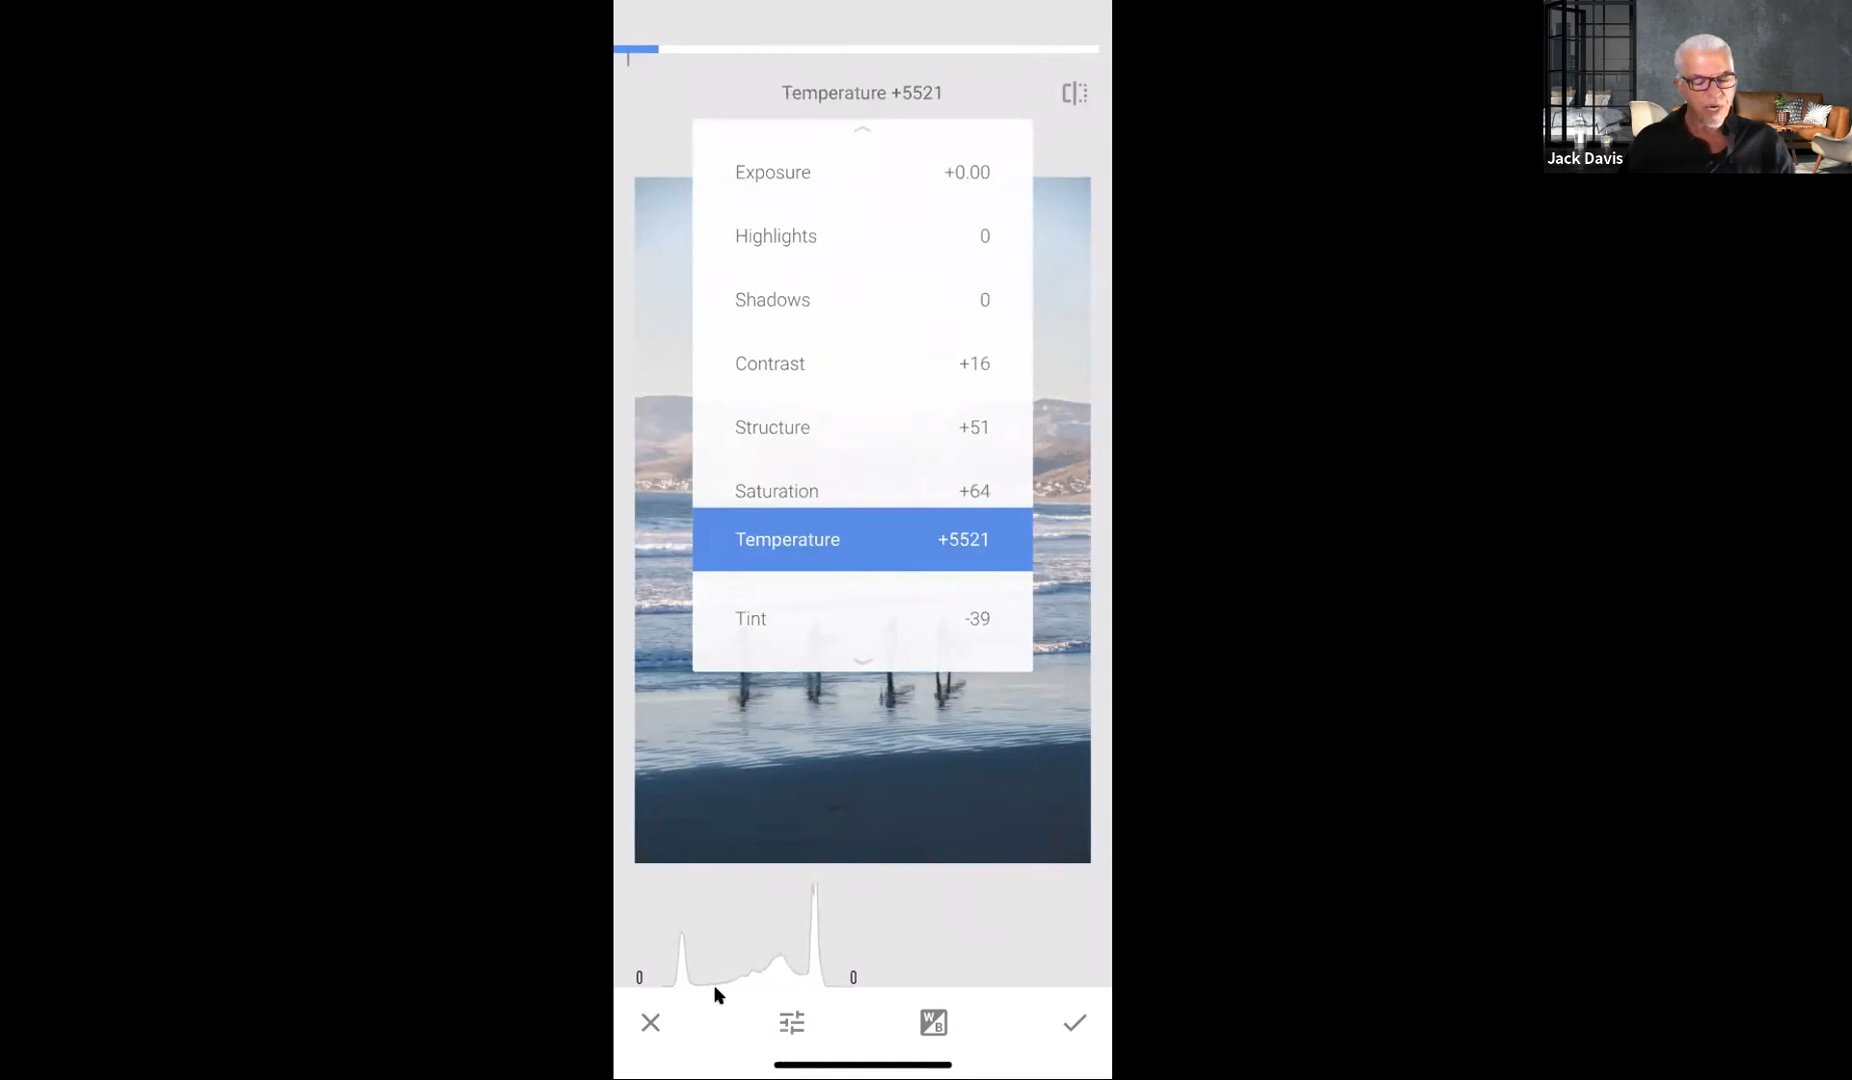 Temperature +5521
Exposure +0.00
Highlights 0
Shadows 0
Contrast +16
Structure +51
Saturation +64
Temperature +5521
Tint -39
0 0
WB
Jack Davis